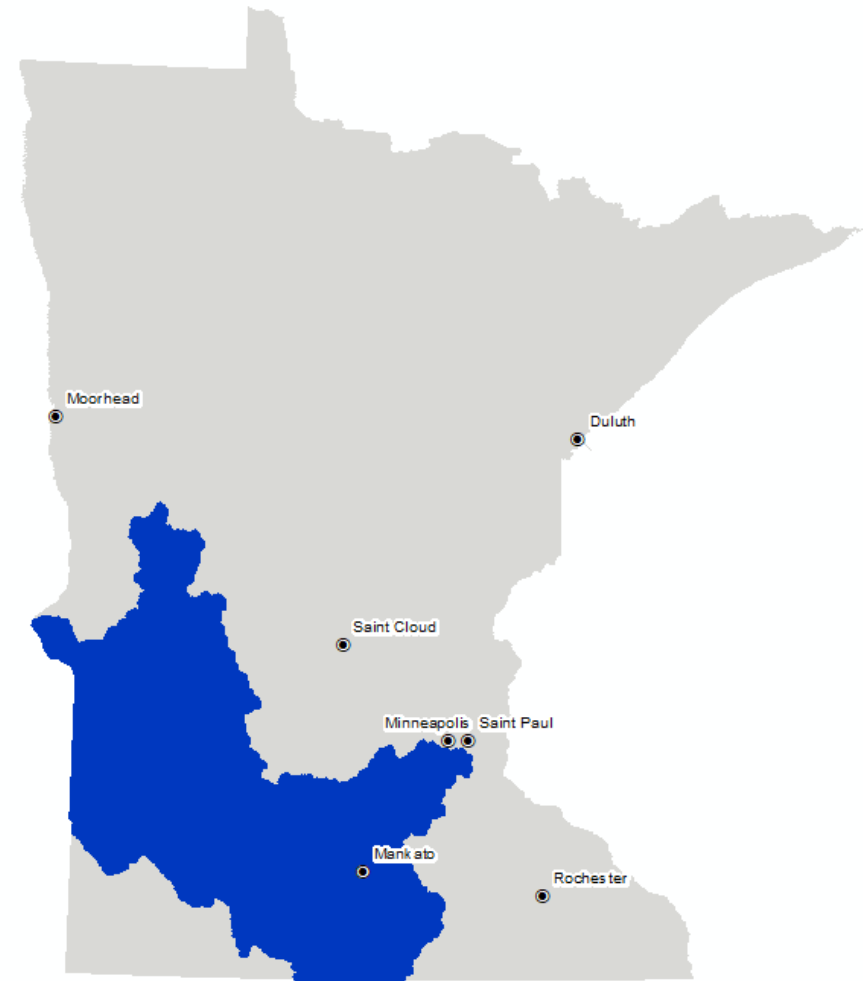 Moorhead
Duluth
Saint Cloud
Minneapolis
Saint Paul
Mankato
Rochester